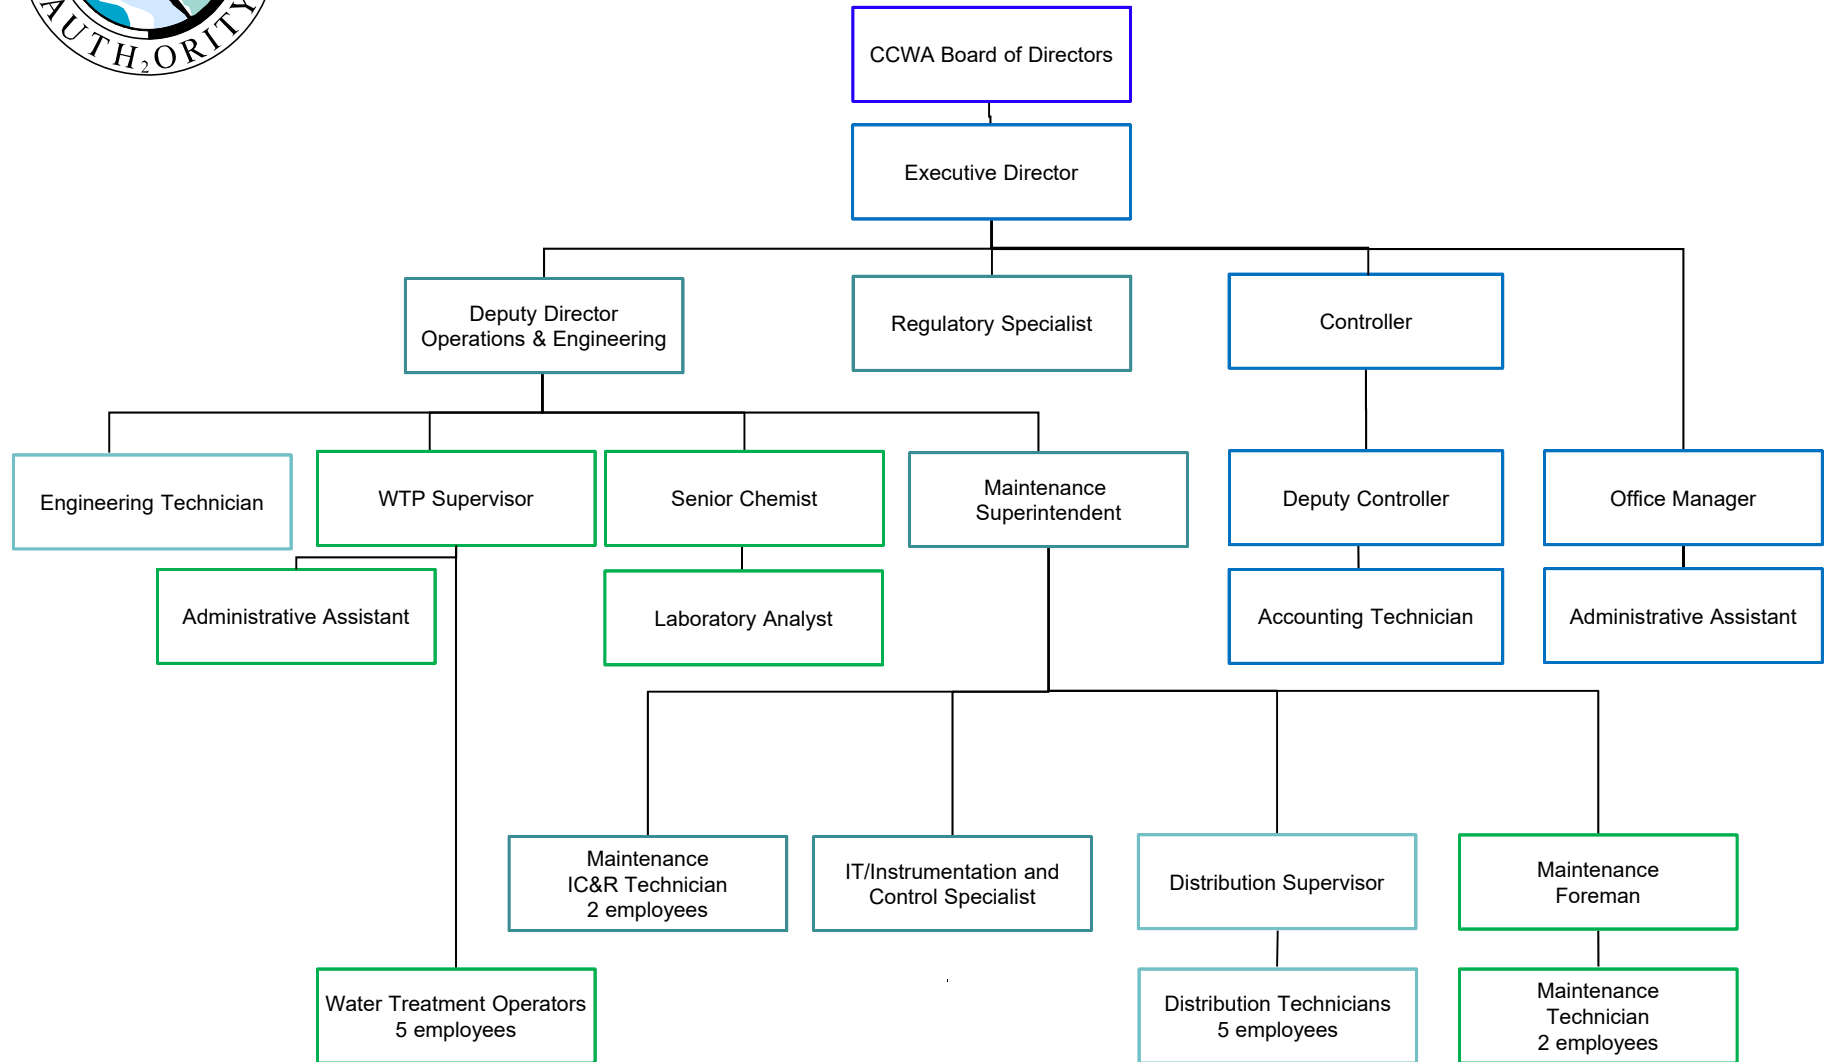 AUTH₂ORITY
CCWA Board of Directors
Executive Director
Deputy Director
Operations & Engineering
Regulatory Specialist
Controller
Engineering Technician
WTP Supervisor
Senior Chemist
Maintenance
Superintendent
Deputy Controller
Office Manager
Administrative Assistant
Laboratory Analyst
Accounting Technician
Administrative Assistant
Maintenance
IC&R Technician
2 employees
IT/Instrumentation and
Control Specialist
Distribution Supervisor
Maintenance
Foreman
Water Treatment Operators
5 employees
Distribution Technicians
5 employees
Maintenance
Technician
2 employees